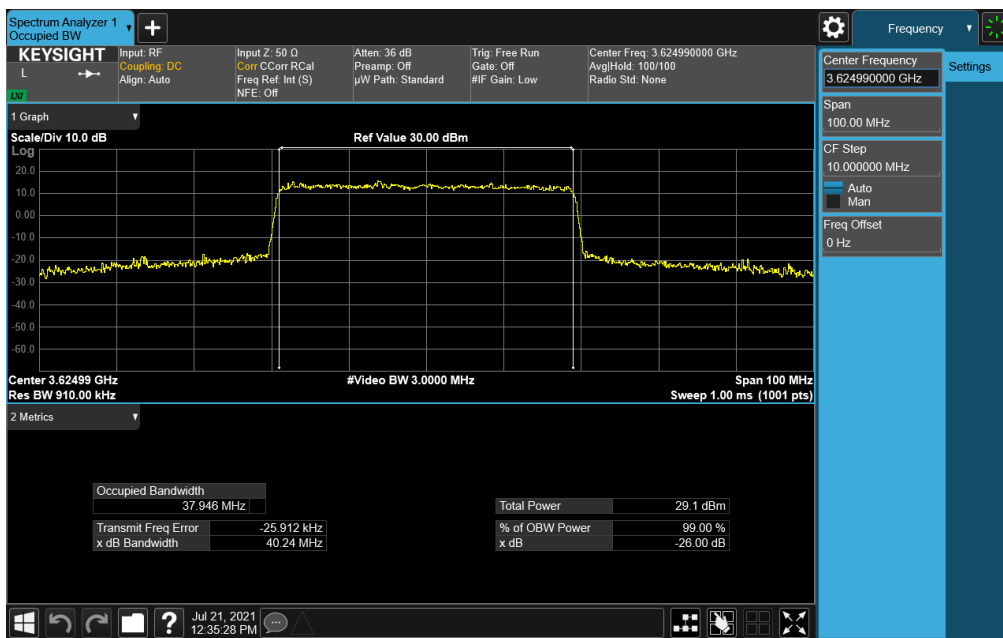 Spectrum Analyzer 1
Occupied BW
Frequency
KEYSIGHT
L
LXI
Input: RF
Coupling: DC
Align: Auto
Input Z: 50 Ω
Corr CCorr RCal
Freq Ref: Int (S)
NFE: Off
Atten: 36 dB
Preamp: Off
µW Path: Standard
Trig: Free Run
Gate: Off
#IF Gain: Low
Center Freq: 3.624990000 GHz
Avg|Hold: 100/100
Radio Std: None
Center Frequency
3.624990000 GHz
Settings
Span
100.00 MHz
CF Step
10.000000 MHz
Auto
Man
Freq Offset
0 Hz
1 Graph
Scale/Div 10.0 dB
Ref Value 30.00 dBm
Log
20.0
10.0
0.00
-10.0
-20.0
-30.0
-40.0
-50.0
-60.0
Center 3.62499 GHz
#Video BW 3.0000 MHz
Span 100 MHz
Res BW 910.00 kHz
Sweep 1.00 ms (1001 pts)
2 Metrics
Occupied Bandwidth
37.946 MHz
Total Power 29.1 dBm
Transmit Freq Error -25.912 kHz
% of OBW Power 99.00 %
x dB Bandwidth 40.24 MHz
x dB -26.00 dB
?
Jul 21, 2021
12:35:28 PM